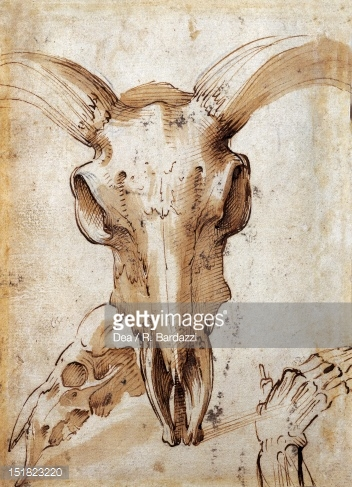 gettyimages®
Dea / R. Bardazzi
151823220